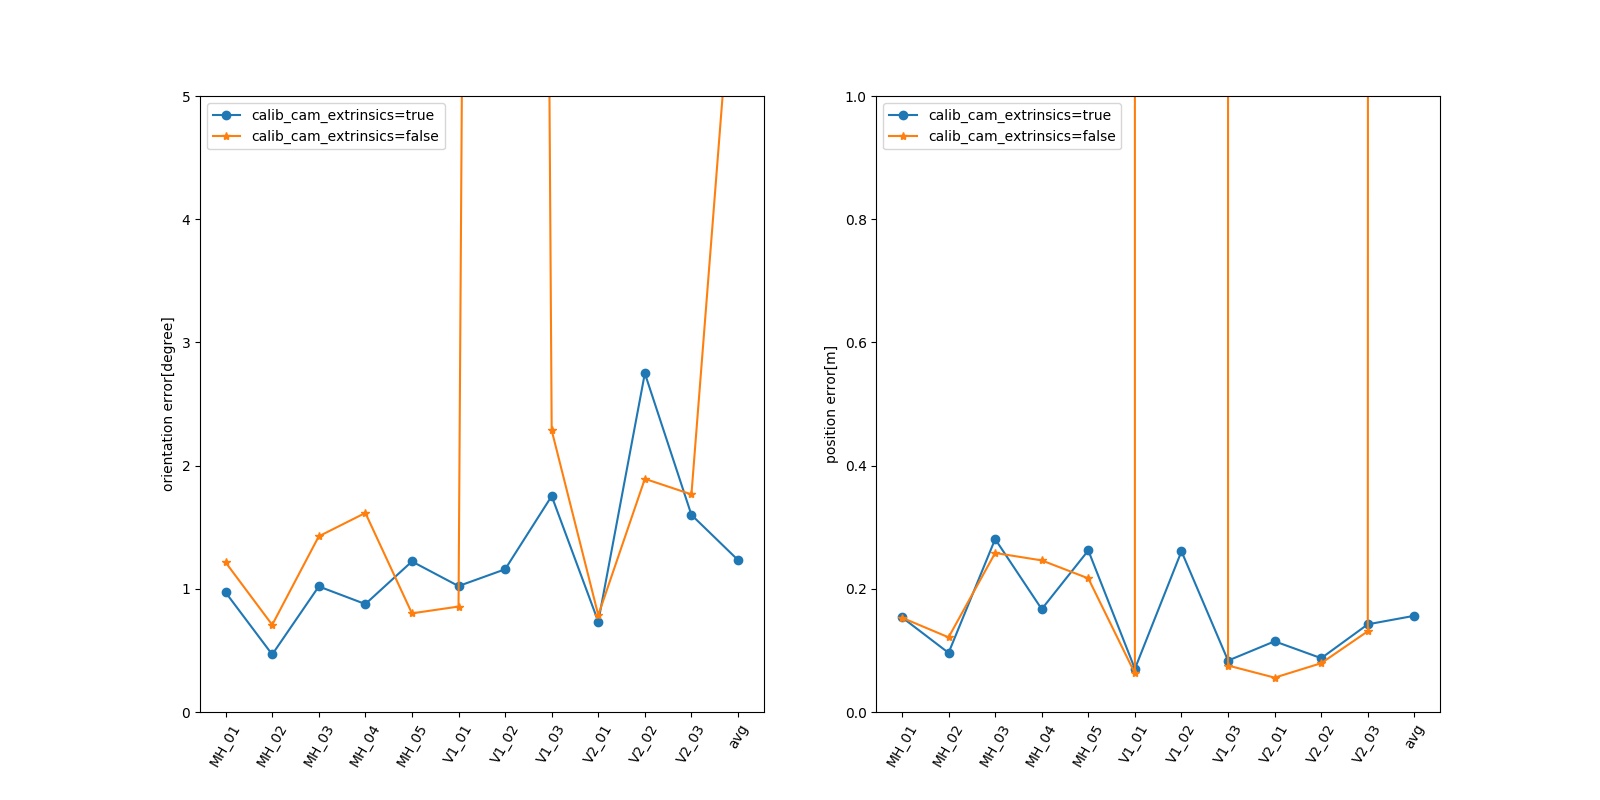 calib_cam_extrinsics=true
calib_cam_extrinsics=false
5
4
3
2
1
0
orientation error[degree]
MH_01
MH_02
MH_03
MH_04
MH_05
V1_01
V1_02
V1_03
V2_01
V2_02
V2_03
avg
calib_cam_extrinsics=true
calib_cam_extrinsics=false
1.0
0.8
0.6
0.4
0.2
0.0
position error[m]
MH_01
MH_02
MH_03
MH_04
MH_05
V1_01
V1_02
V1_03
V2_01
V2_02
V2_03
avg